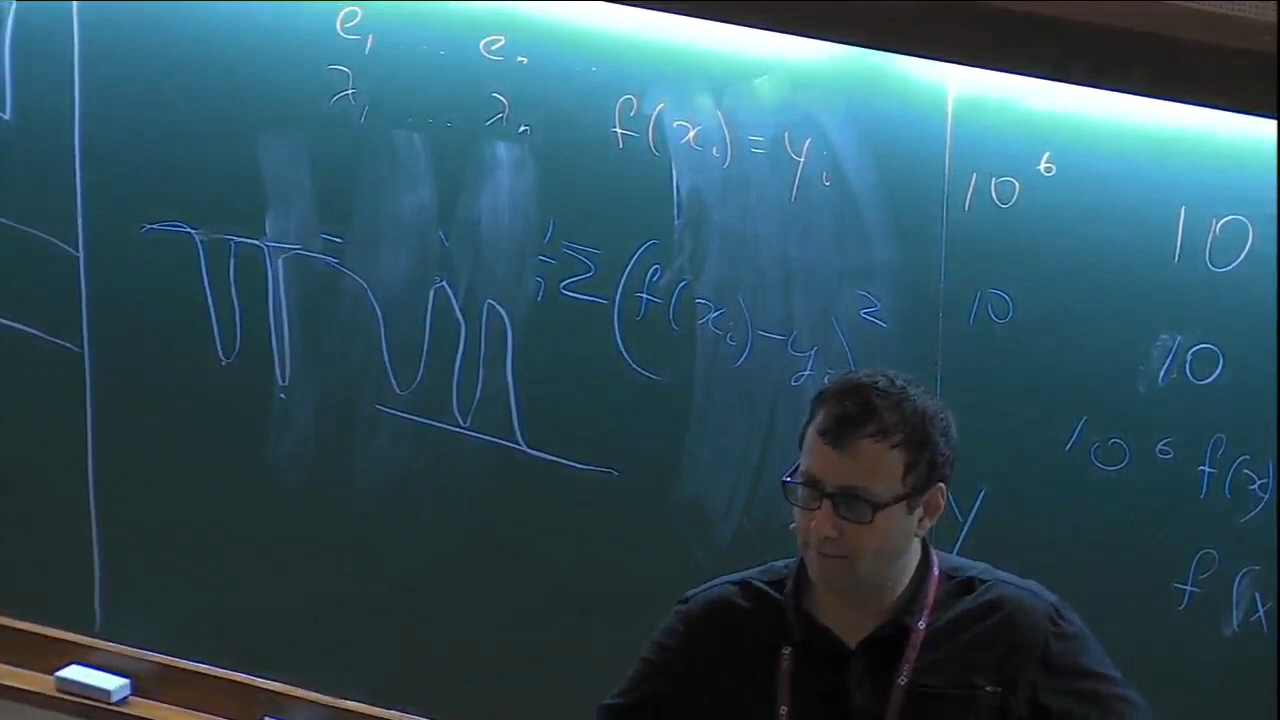 e₁ ... eₙ ..
λ₁ .... λₙ
f(xᵢ) = yᵢ
10⁶
10
Σ(f(xᵢ)-yᵢ)²
10
10
10⁶ f(x)
y
f(x